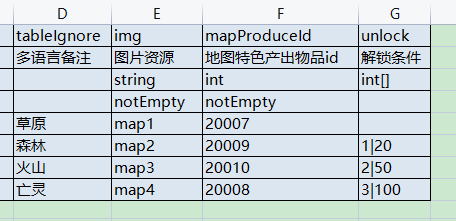 D E F G
tableIgnore img mapProduceId unlock
多语言备注 图片资源 地图特色产出物品id 解锁条件
string int int[]
notEmpty notEmpty
草原 map1 20007
森林 map2 20009 1|20
火山 map3 20010 2|50
亡灵 map4 20008 3|100